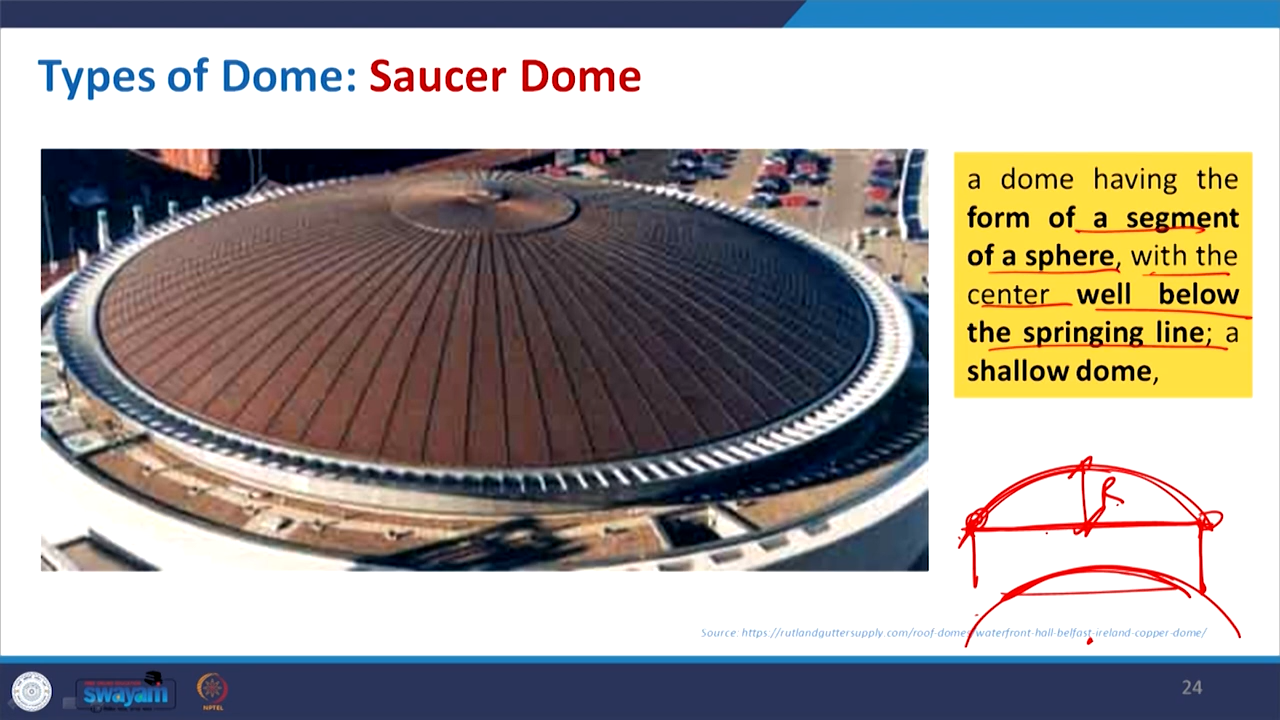 Types of Dome: Saucer Dome
a dome having the
form of a segment
of a sphere, with the
center well below
the springing line; a
shallow dome,
R
Source: https://rutlandguttersupply.com/roof-domes/waterfront-hall-belfast-ireland-copper-dome/
swayam
NPTEL
24